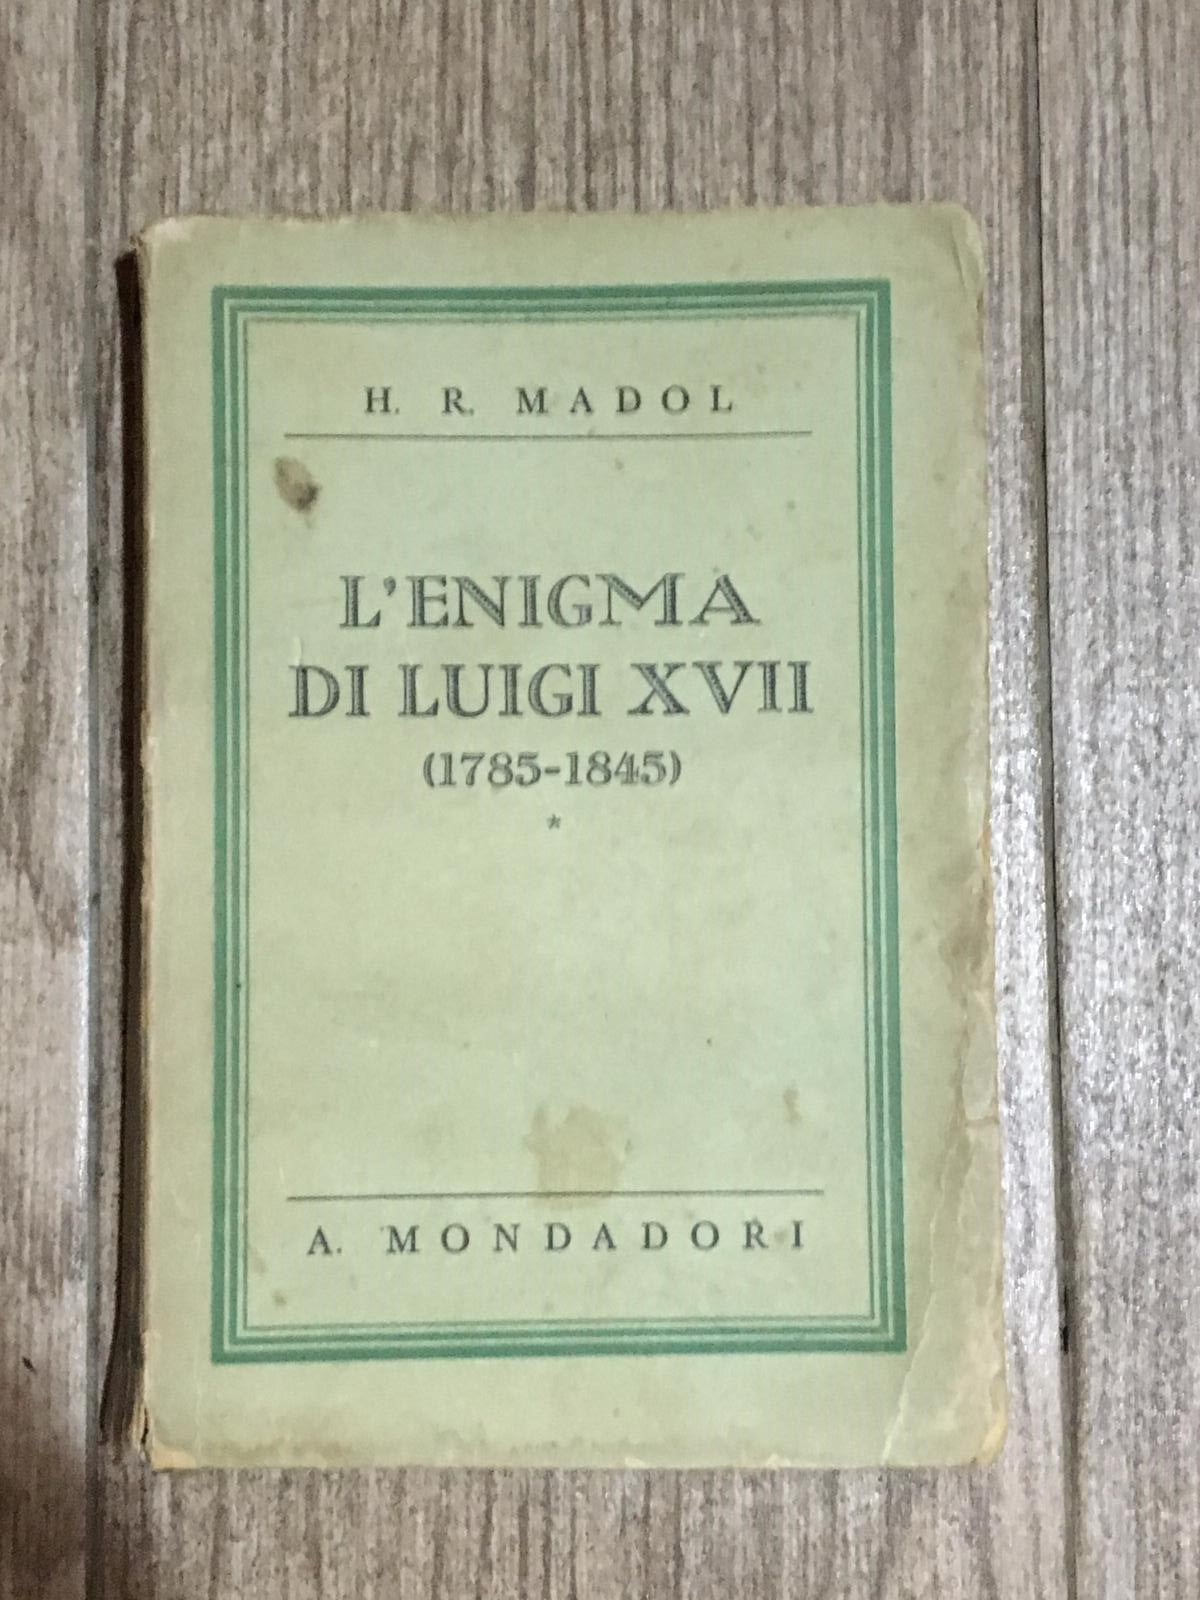 H. R. MADOL
L'ENIGMA
DI LUIGI XVII
(1785-1845)
*
A. MONDADORI